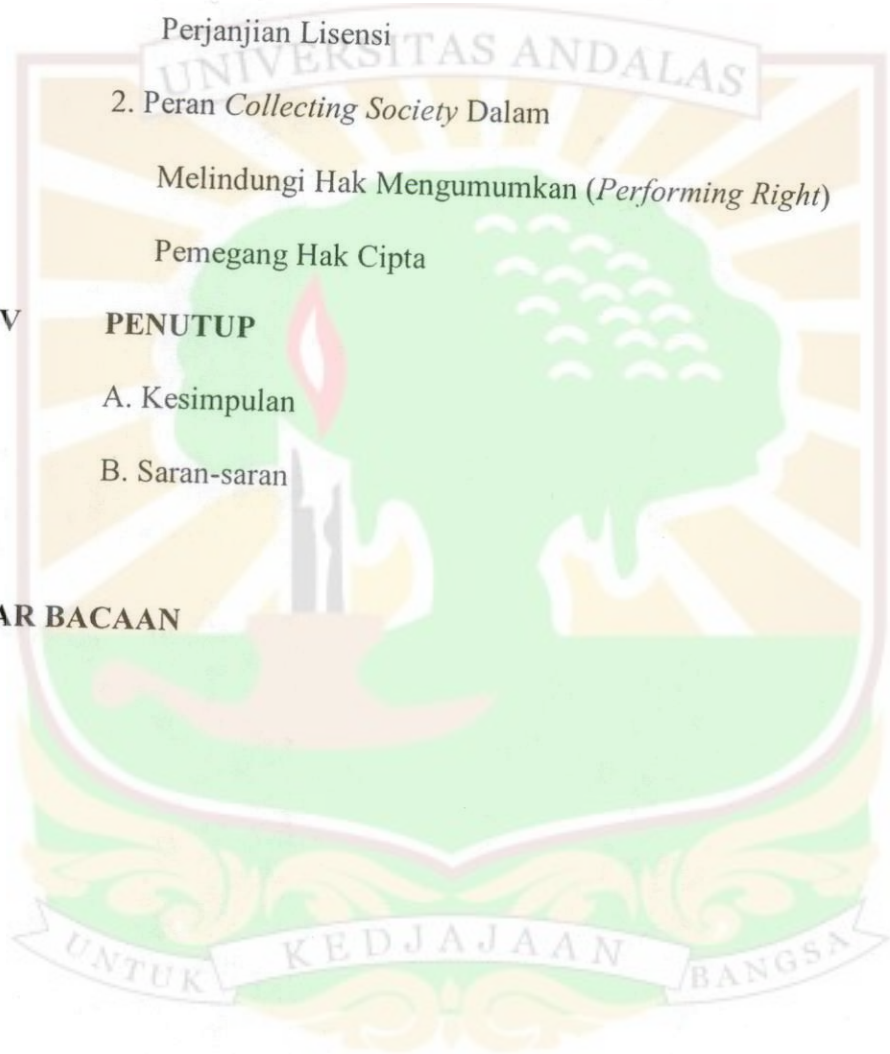 Perjanjian Lisensi
UNIVERSITAS ANDALAS
2. Peran Collecting Society Dalam
Melindungi Hak Mengumumkan (Performing Right)
Pemegang Hak Cipta
V PENUTUP
A. Kesimpulan
B. Saran-saran
AR BACAAN
UNTUK KEDJAJAAN BANGSA